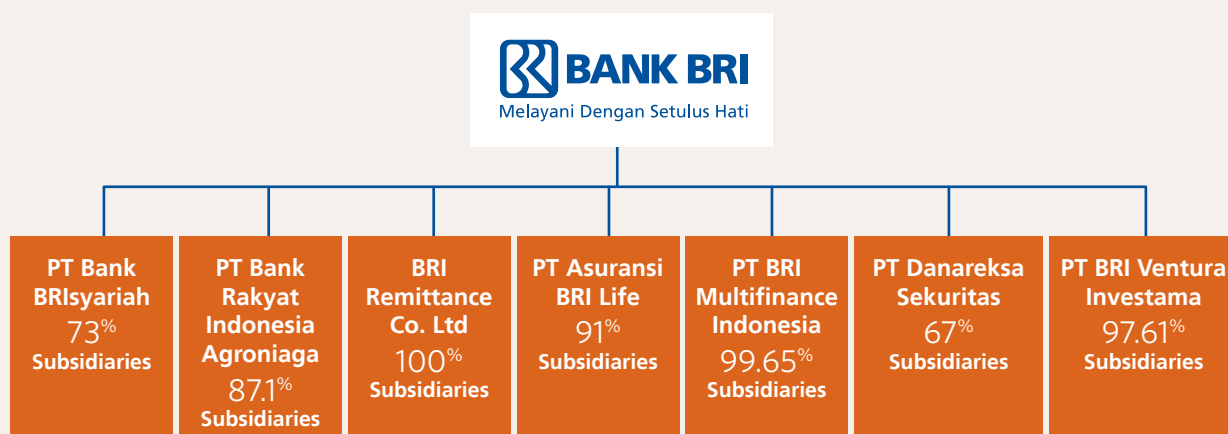 BANK BRI
Melayani Dengan Setulus Hati
PT Bank
BRIsyariah
73%
Subsidiaries
PT Bank
Rakyat
Indonesia
Agroniaga
87.1%
Subsidiaries
BRI
Remittance
Co. Ltd
100%
Subsidiaries
PT Asuransi
BRI Life
91%
Subsidiaries
PT BRI
Multifinance
Indonesia
99.65%
Subsidiaries
PT Danareksa
Sekuritas
67%
Subsidiaries
PT BRI Ventura
Investama
97.61%
Subsidiaries